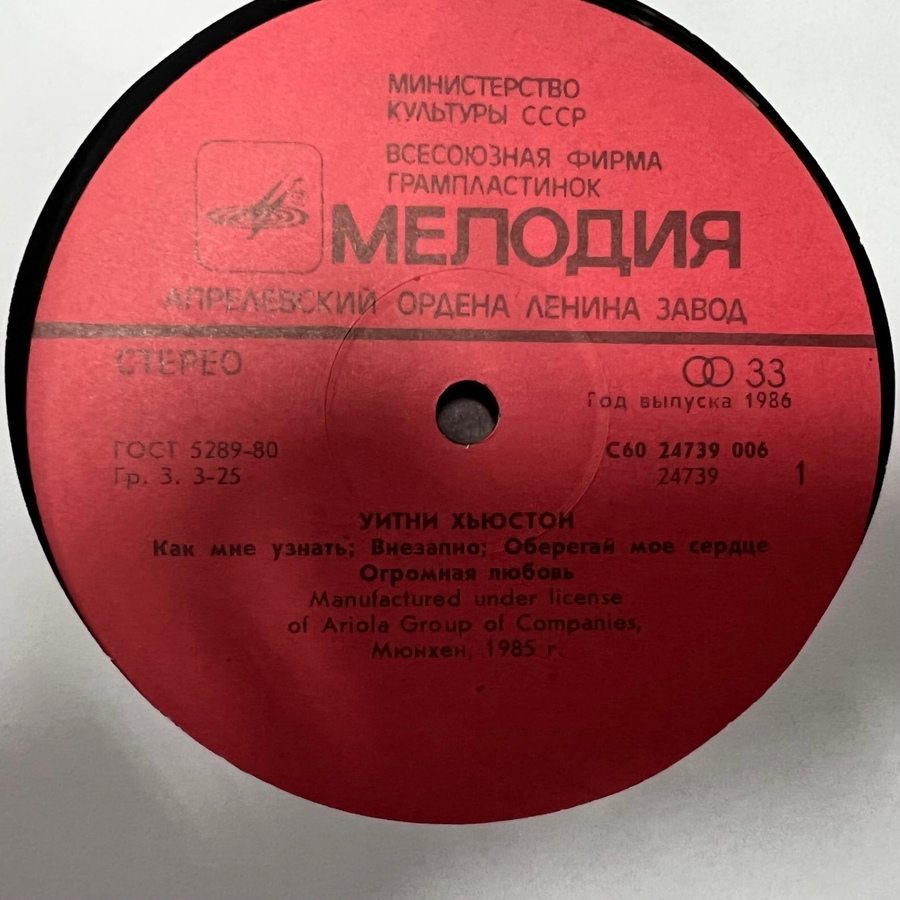 МИНИСТЕРСТВО
КУЛЬТУРЫ СССР
ВСЕСОЮЗНАЯ ФИРМА
ГРАМПЛАСТИНОК
МЕЛОДИЯ
АПРЕЛЕВСКИЙ ОРДЕНА ЛЕНИНА ЗАВОД
СТЕРЕО
33
Год выпуска 1986
ГОСТ 5289-80
Гр. 3. 3-25
С60 24739 006
24739 1
УИТНИ ХЬЮСТОН
Как мне узнать; Внезапно; Оберегай мое сердце
Огромная любовь
Manufactured under license
of Ariola Group of Companies,
Мюнхен, 1985 г.